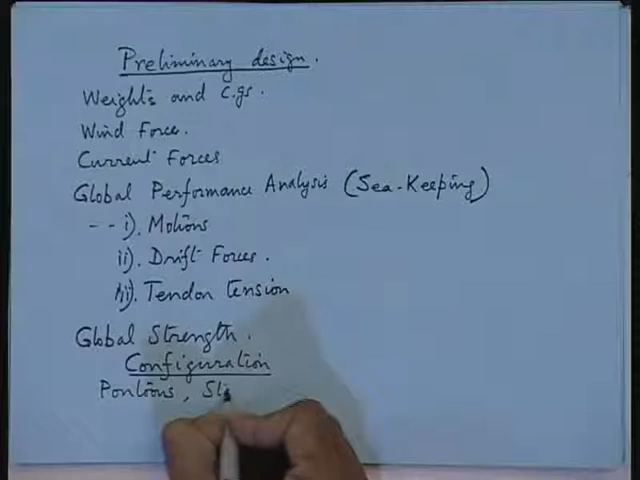 Preliminary design.
Weights and c.gs.
Wind Force.
Current Forces
Global Performance Analysis (Sea-Keeping)
-- i). Motions
ii). Drift Forces.
iii). Tendon tension
Global Strength.
Configuration
Pontoons,